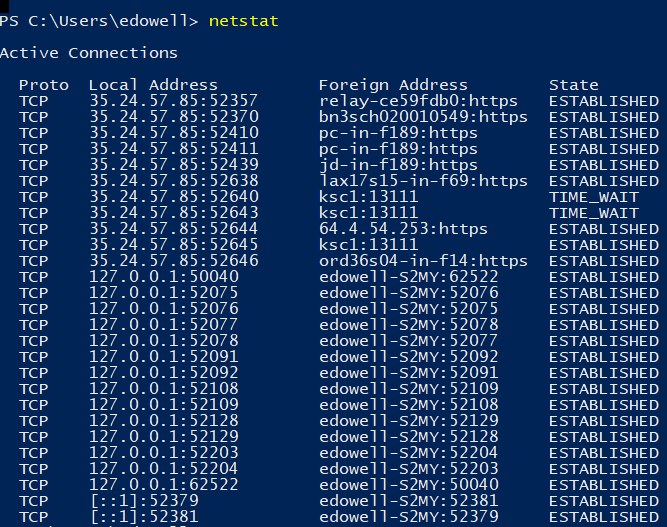 PS C:\Users\edowell> netstat
Active Connections
Proto Local Address Foreign Address State
TCP 35.24.57.85:52357 relay-ce59fdb0:https ESTABLISHED
TCP 35.24.57.85:52370 bn3sch020010549:https ESTABLISHED
TCP 35.24.57.85:52410 pc-in-f189:https ESTABLISHED
TCP 35.24.57.85:52411 pc-in-f189:https ESTABLISHED
TCP 35.24.57.85:52439 jd-in-f189:https ESTABLISHED
TCP 35.24.57.85:52638 lax17s15-in-f69:https ESTABLISHED
TCP 35.24.57.85:52640 ksc1:13111 TIME_WAIT
TCP 35.24.57.85:52643 ksc1:13111 TIME_WAIT
TCP 35.24.57.85:52644 64.4.54.253:https ESTABLISHED
TCP 35.24.57.85:52645 ksc1:13111 ESTABLISHED
TCP 35.24.57.85:52646 ord36s04-in-f14:https ESTABLISHED
TCP 127.0.0.1:50040 edowell-S2MY:62522 ESTABLISHED
TCP 127.0.0.1:52075 edowell-S2MY:52076 ESTABLISHED
TCP 127.0.0.1:52076 edowell-S2MY:52075 ESTABLISHED
TCP 127.0.0.1:52077 edowell-S2MY:52078 ESTABLISHED
TCP 127.0.0.1:52078 edowell-S2MY:52077 ESTABLISHED
TCP 127.0.0.1:52091 edowell-S2MY:52092 ESTABLISHED
TCP 127.0.0.1:52092 edowell-S2MY:52091 ESTABLISHED
TCP 127.0.0.1:52108 edowell-S2MY:52109 ESTABLISHED
TCP 127.0.0.1:52109 edowell-S2MY:52108 ESTABLISHED
TCP 127.0.0.1:52128 edowell-S2MY:52129 ESTABLISHED
TCP 127.0.0.1:52129 edowell-S2MY:52128 ESTABLISHED
TCP 127.0.0.1:52203 edowell-S2MY:52204 ESTABLISHED
TCP 127.0.0.1:52204 edowell-S2MY:52203 ESTABLISHED
TCP 127.0.0.1:62522 edowell-S2MY:50040 ESTABLISHED
TCP [::1]:52379 edowell-S2MY:52381 ESTABLISHED
TCP [::1]:52381 edowell-S2MY:52379 ESTABLISHED